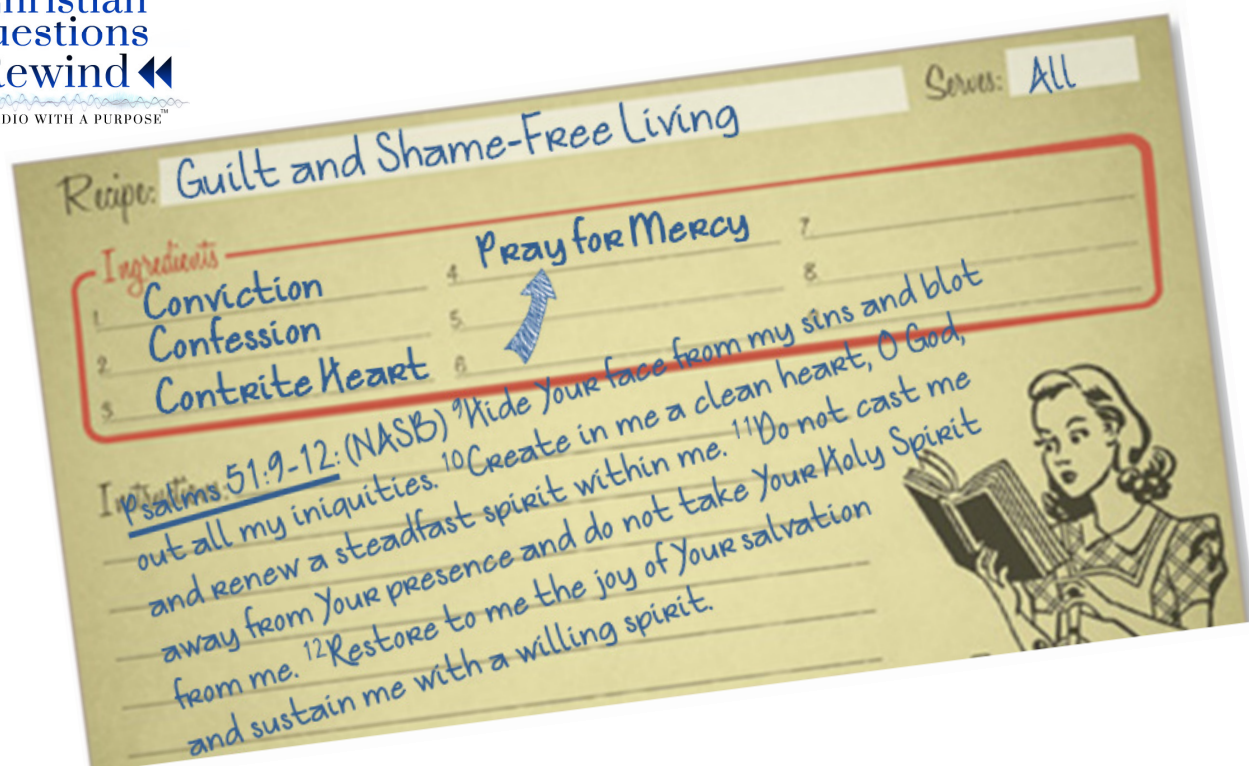 uestions
ewind
DIO WITH A PURPOSE™
Recipe: Guilt and Shame-Free Living
Serves: All
Ingredients
1. Conviction
2. Confession
3. Contrite Heart
4. Pray for Mercy
5.
6
7
8.
Psalms 51:9-12: (NASB) 9Hide Your face from my sins and blot
out all my iniquities. 10Create in me a clean heart, O God,
and renew a steadfast spirit within me. 11Do not cast me
away from Your presence and do not take Your Holy Spirit
from me. 12Restore to me the joy of Your salvation
and sustain me with a willing spirit.